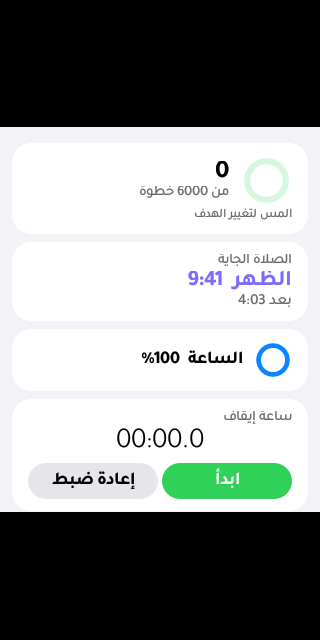 0
من 6000 خطوة
المس لتغيير الهدف
الصلاة الجاية
الظهر 9:41
بعد 4:03
الساعة 100%
ساعة إيقاف
00:00.0
ابدأ
إعادة ضبط